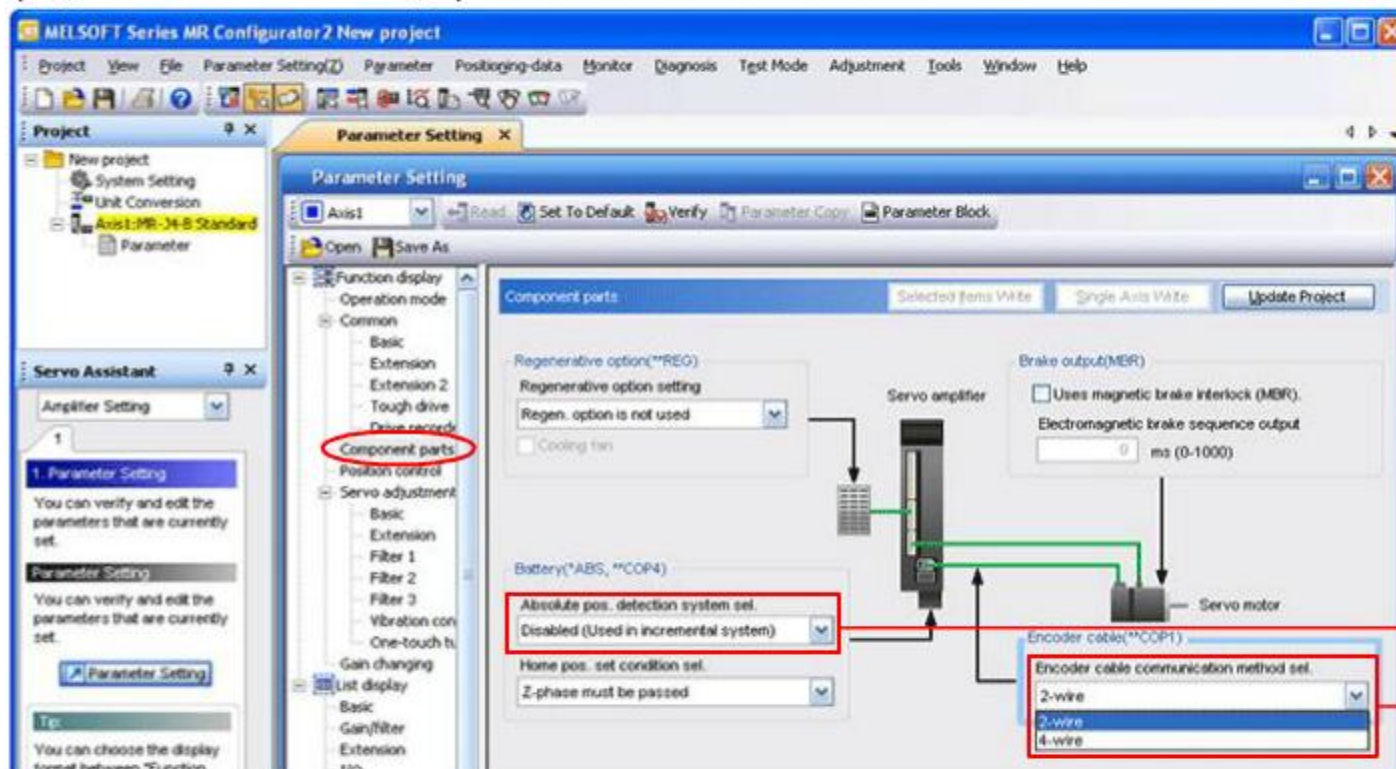 MELSOFT Series MR Configurator2 New project
Project View File Parameter Setting(Z) Parameter Positioning-data Monitor Diagnosis Test Mode Adjustment Tools Window Help
Project
New project
System Setting
Unit Conversion
Axis1:MR-J4-B Standard
Parameter
Servo Assistant
Amplifier Setting
1
1. Parameter Setting
You can verify and edit the
parameters that are currently
set.
Parameter Setting
You can verify and edit the
parameters that are currently
set.
Parameter Setting
Tip:
You can choose the display
format between "Function
Parameter Setting
Parameter Setting
Axis1 Read Set To Default Verify Parameter Copy Parameter Block
Open Save As
Function display
Operation mode
Common
Basic
Extension
Extension 2
Tough drive
Drive recorde
Component parts
Position control
Servo adjustment
Basic
Extension
Filter 1
Filter 2
Filter 3
Vibration con
One-touch tu
Gain changing
List display
Basic
Gain/filter
Extension
Component parts Selected Items Write Single Axis Write Update Project
Regenerative option(**REG)
Regenerative option setting
Regen. option is not used
Cooling fan
Servo amplifier
Brake output(MBR)
Uses magnetic brake interlock (MBR).
Electromagnetic brake sequence output
0 ms (0-1000)
Battery(*ABS, **COP4)
Absolute pos. detection system sel.
Disabled (Used in incremental system)
Home pos. set condition sel.
Z-phase must be passed
Servo motor
Encoder cable(**COP1)
Encoder cable communication method sel.
2-wire
2-wire
4-wire